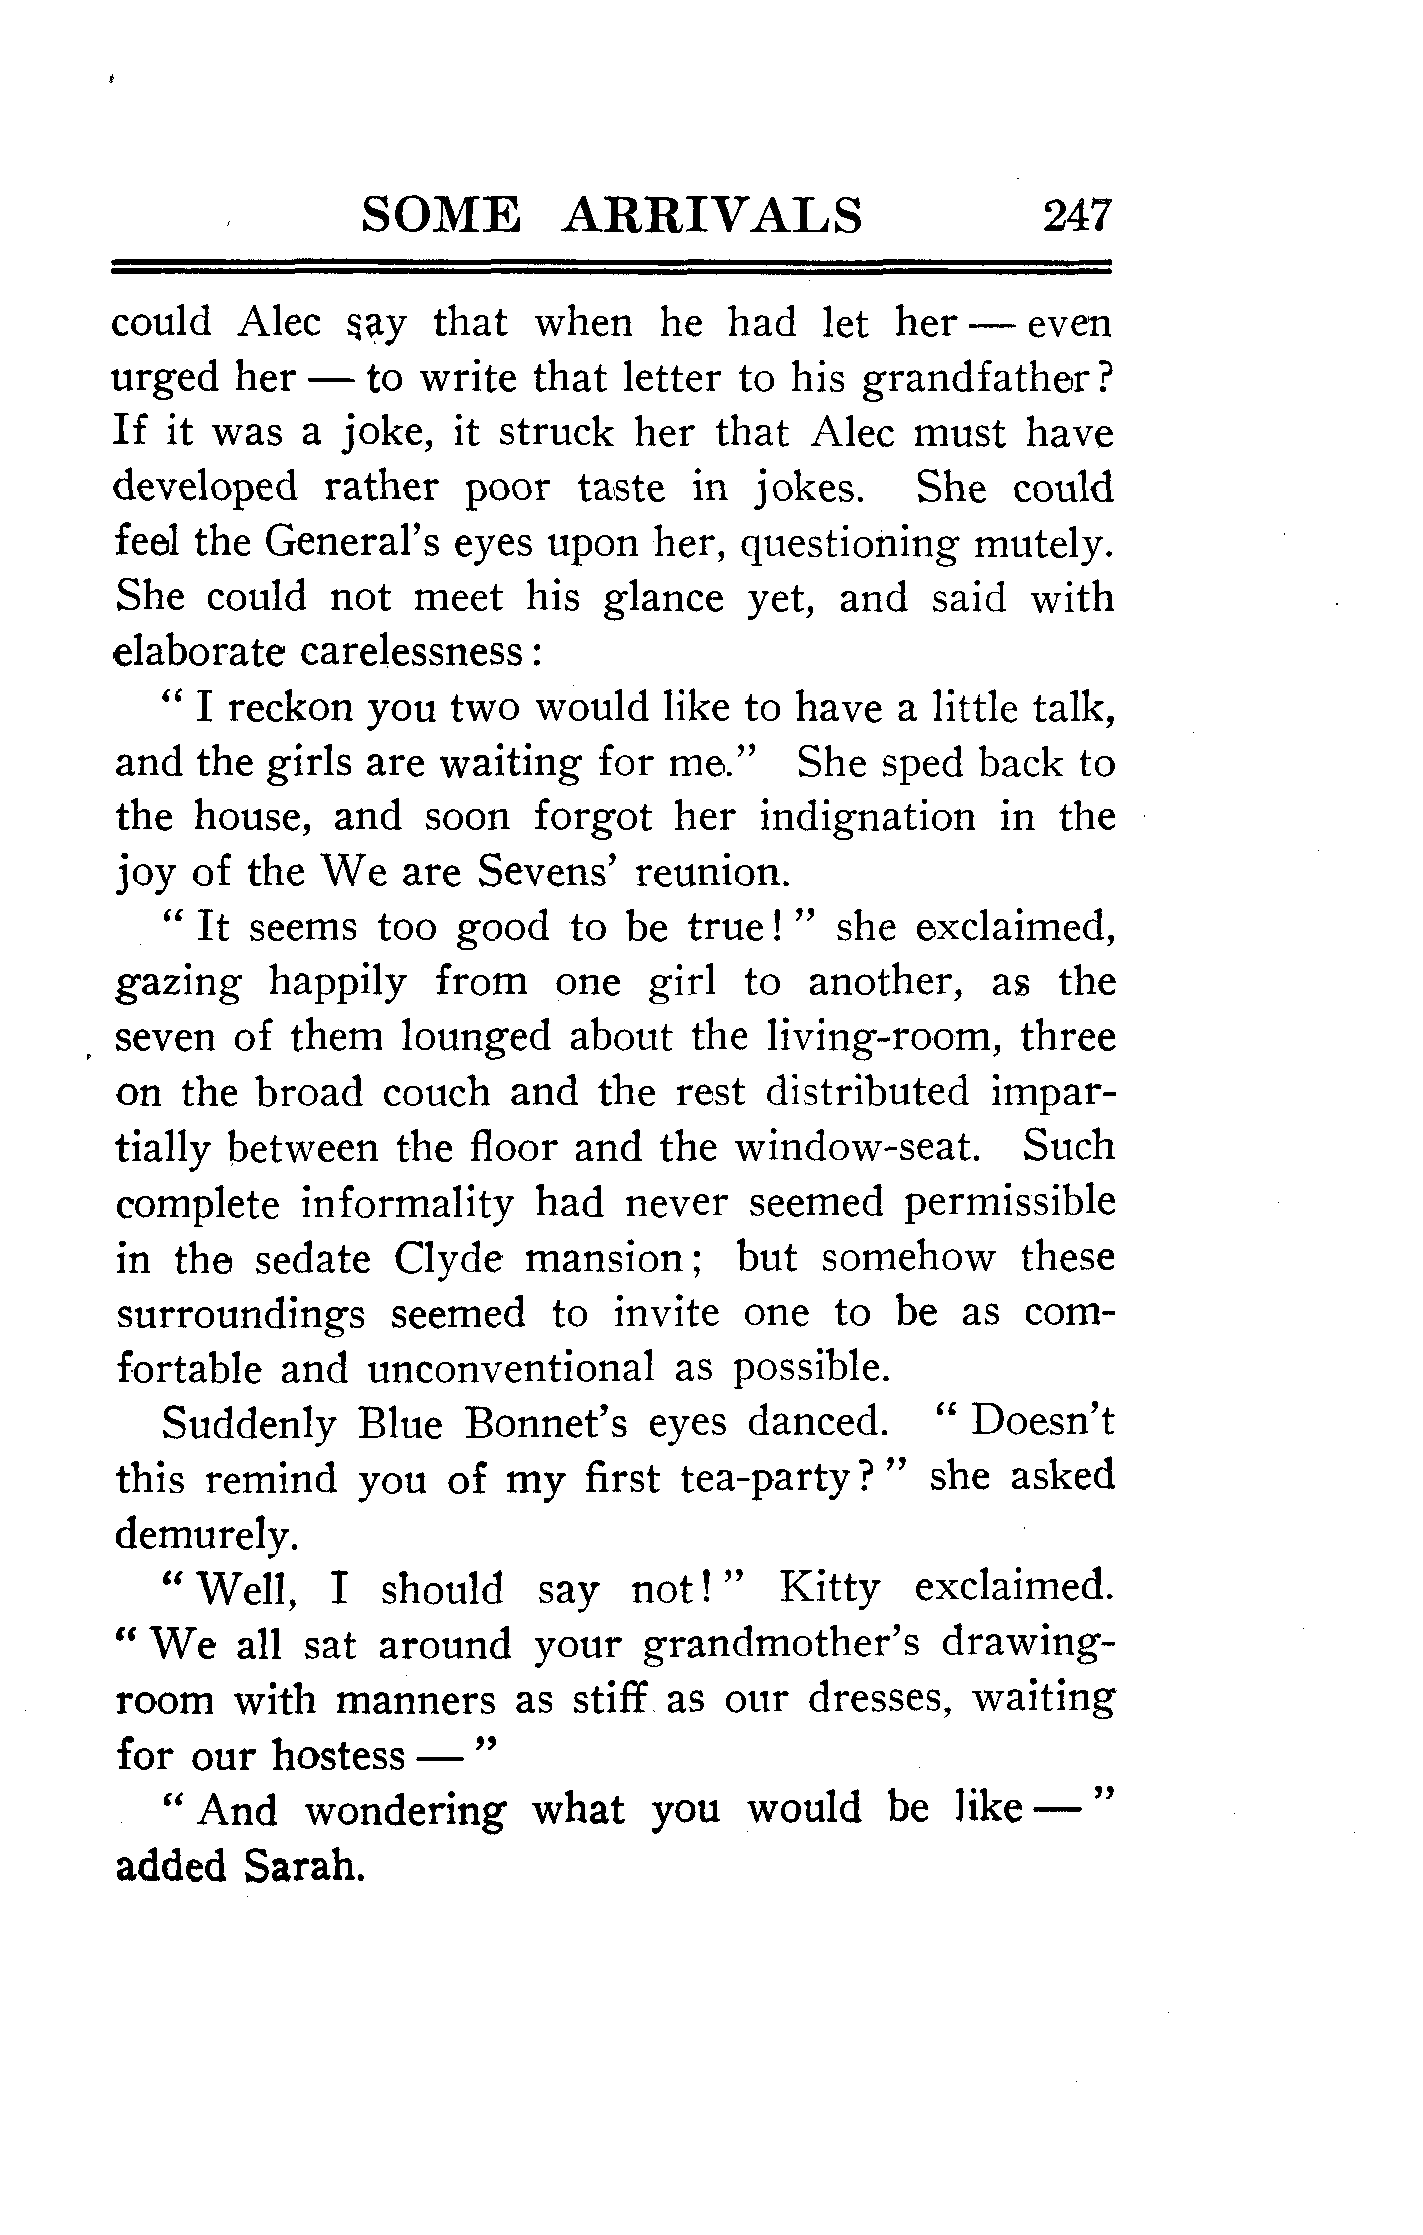 SOME ARRIVALS 247
could Alec say that when he had let her — even
urged her — to write that letter to his grandfather?
If it was a joke, it struck her that Alec must have
developed rather poor taste in jokes. She could
feel the General's eyes upon her, questioning mutely.
She could not meet his glance yet, and said with
elaborate carelessness:
" I reckon you two would like to have a little talk,
and the girls are waiting for me." She sped back to
the house, and soon forgot her indignation in the
joy of the We are Sevens' reunion.
" It seems too good to be true! " she exclaimed,
gazing happily from one girl to another, as the
seven of them lounged about the living-room, three
on the broad couch and the rest distributed impar-
tially between the floor and the window-seat. Such
complete informality had never seemed permissible
in the sedate Clyde mansion; but somehow these
surroundings seemed to invite one to be as com-
fortable and unconventional as possible.
Suddenly Blue Bonnet's eyes danced. " Doesn't
this remind you of my first tea-party? " she asked
demurely.
" Well, I should say not! " Kitty exclaimed.
" We all sat around your grandmother's drawing-
room with manners as stiff as our dresses, waiting
for our hostess — "
" And wondering what you would be like — "
added Sarah.